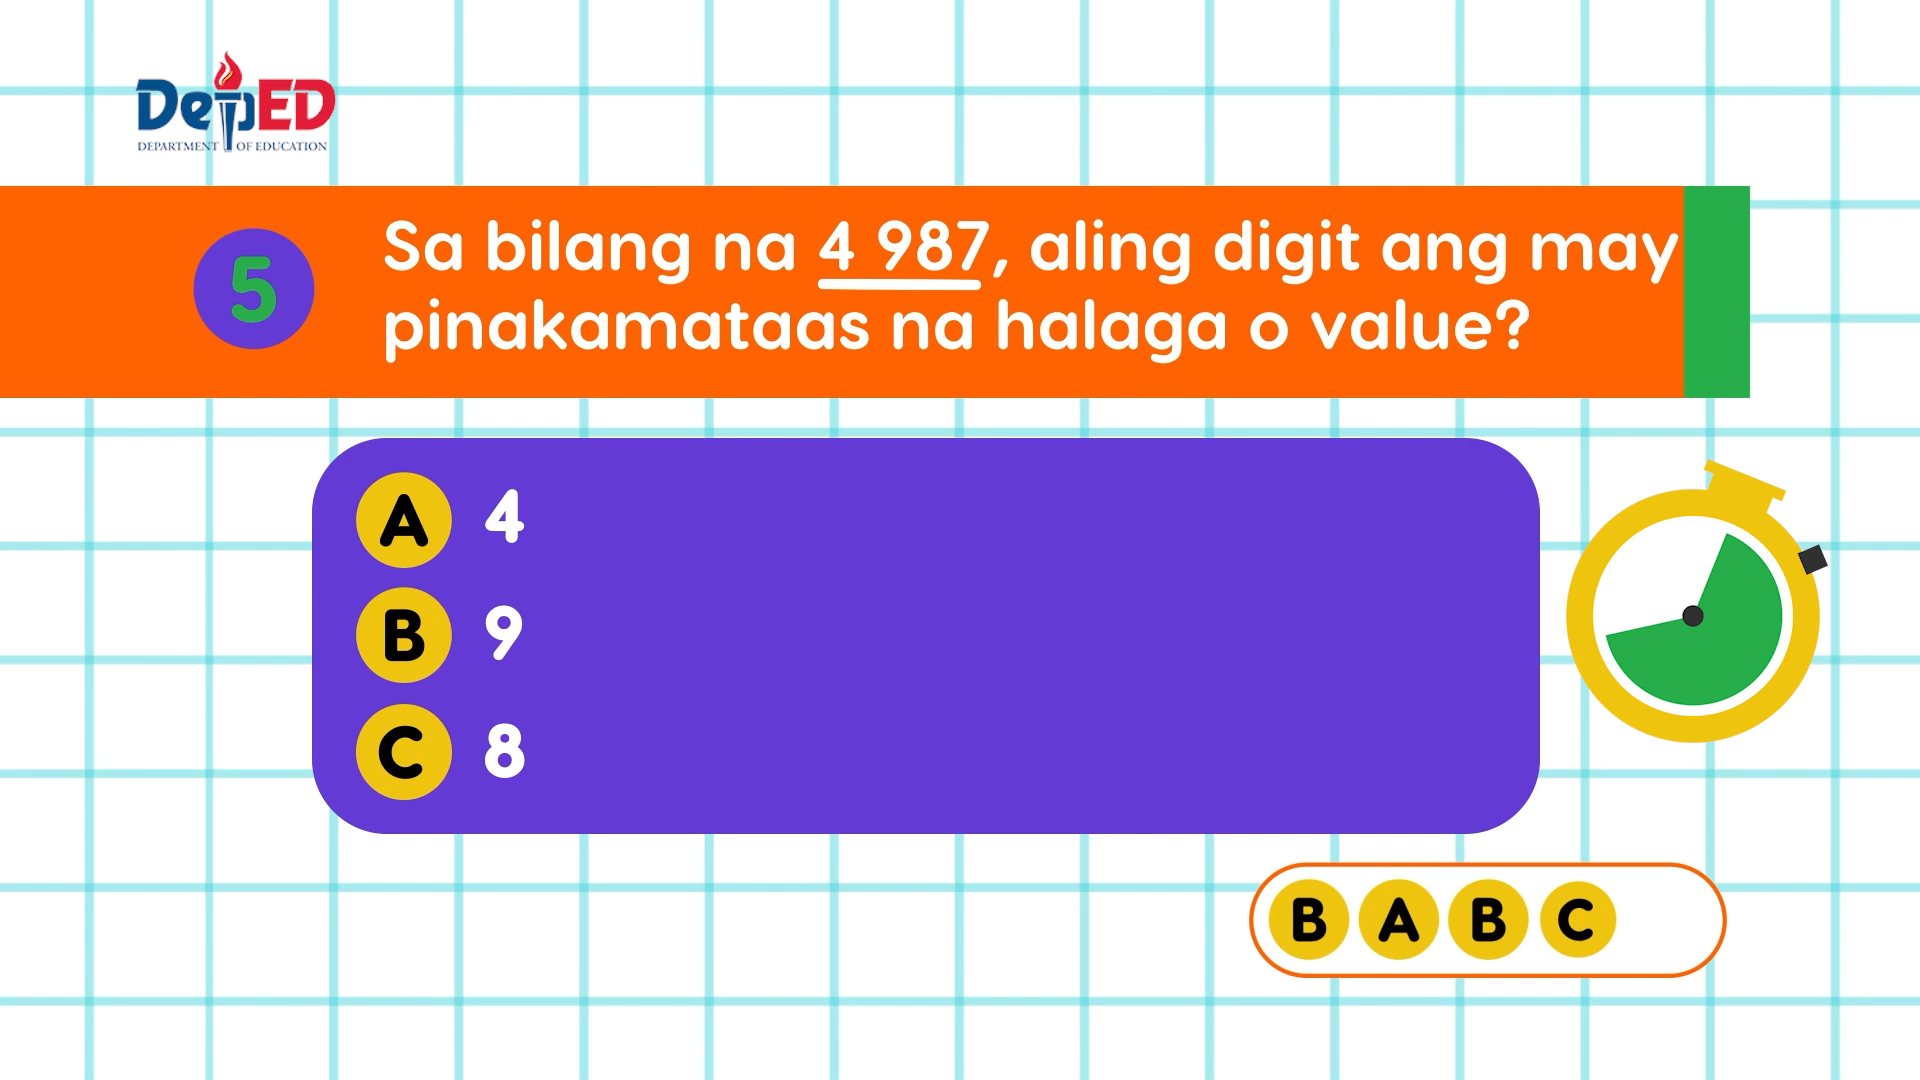 DepED
DEPARTMENT OF EDUCATION
5
Sa bilang na 4 987, aling digit ang may
pinakamataas na halaga o value?
A 4
B 9
C 8
B A B C